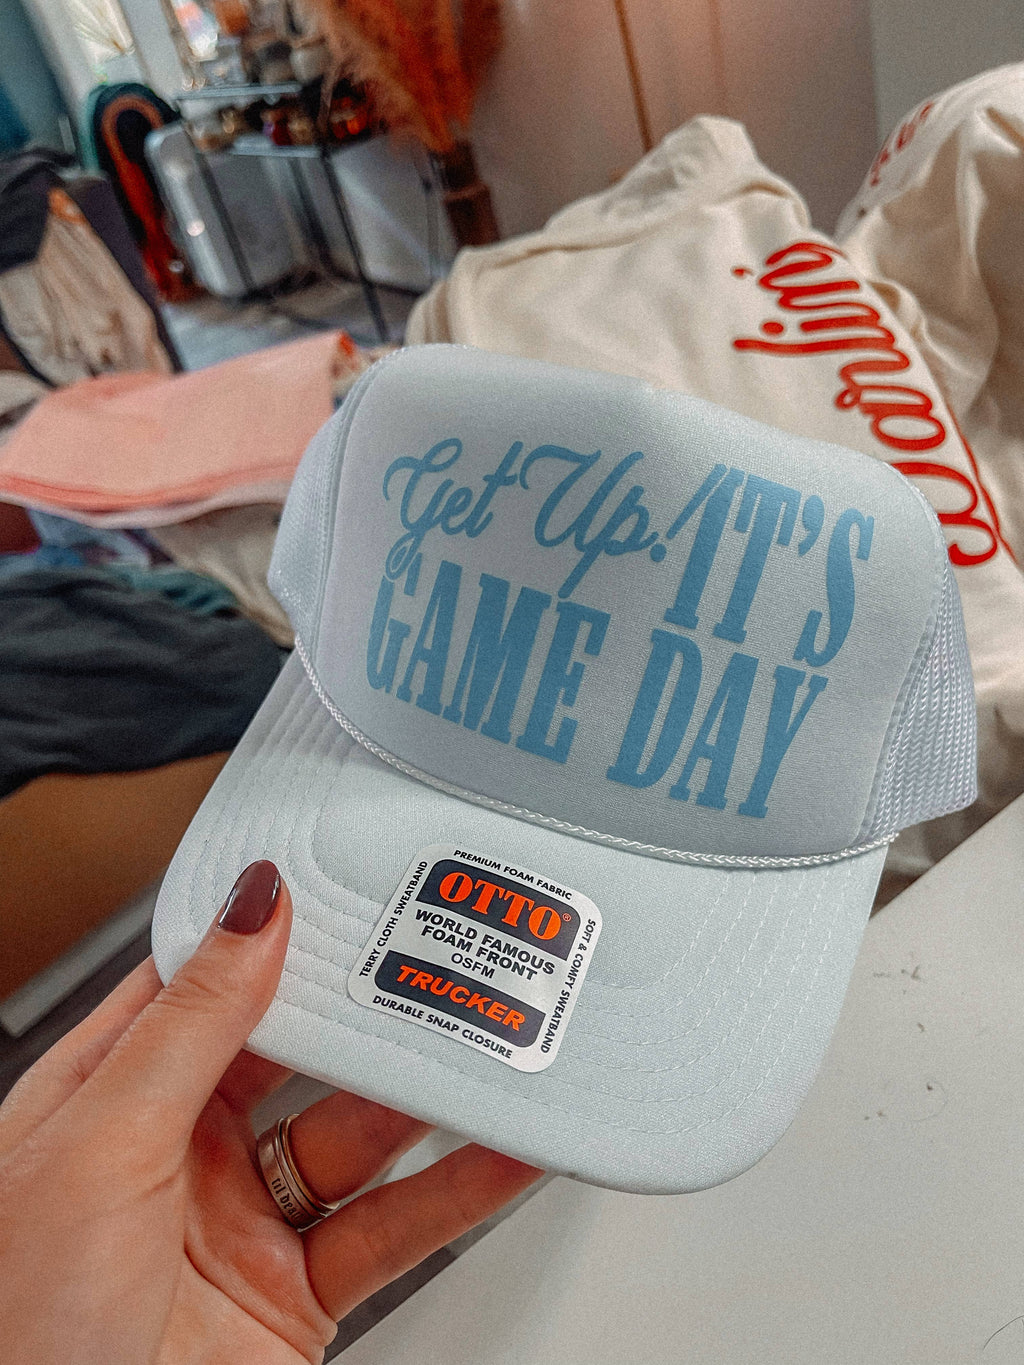 Get Up! IT'S
GAME DAY
PREMIUM FOAM FABRIC
OTTO®
WORLD FAMOUS
FOAM FRONT
OSFM
TRUCKER
DURABLE SNAP CLOSURE
TERRY CLOTH SWEATBAND
SOFT & COMFY SWEATBAND
darlin'